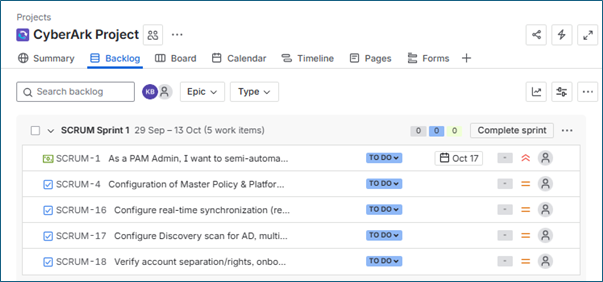 Projects
CyberArk Project
Summary Backlog Board Calendar Timeline Pages Forms
Search backlog KB Epic Type
SCRUM Sprint 1 29 Sep – 13 Oct (5 work items) 0 0 0 Complete sprint
SCRUM-1 As a PAM Admin, I want to semi-automa... TO DO Oct 17 -
SCRUM-4 Configuration of Master Policy & Platfor... TO DO -
SCRUM-16 Configure real-time synchronization (re... TO DO -
SCRUM-17 Configure Discovery scan for AD, multi... TO DO -
SCRUM-18 Verify account separation/rights, onbo... TO DO -